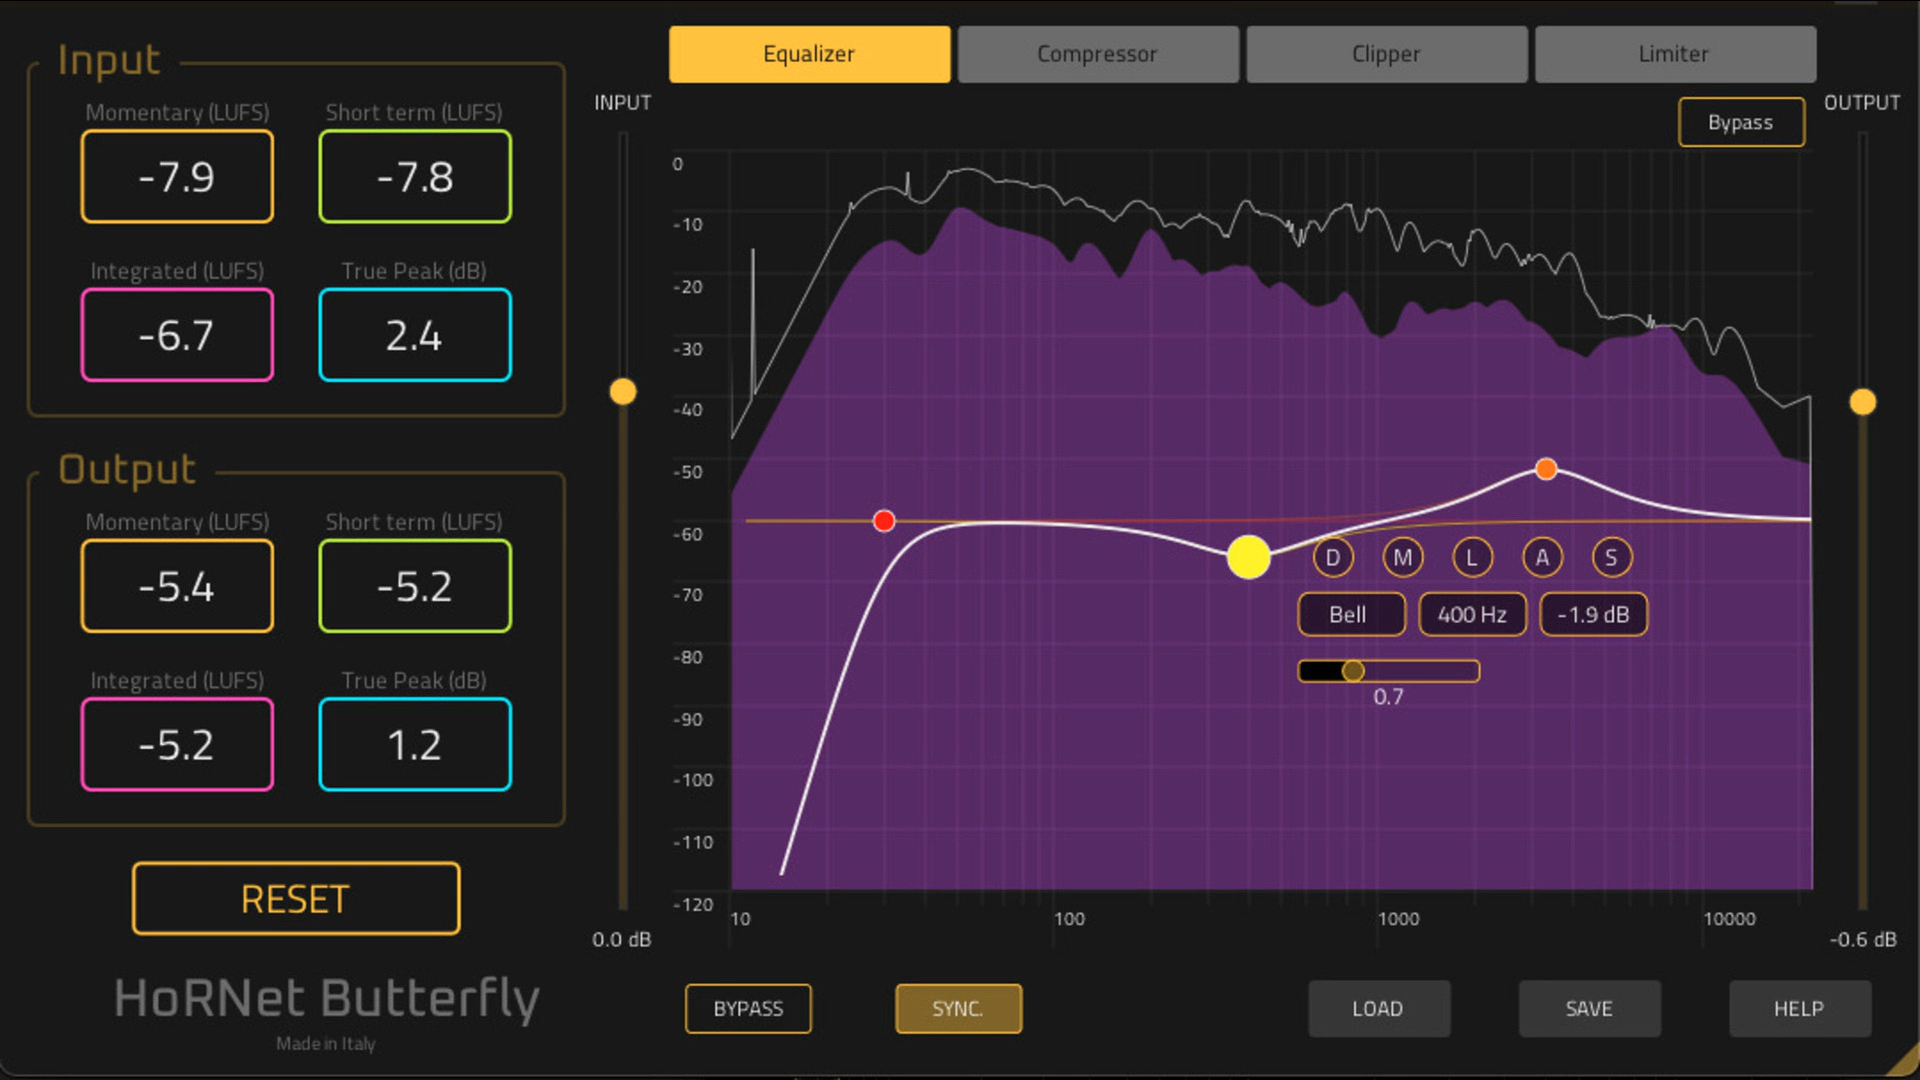 Input
Momentary (LUFS) Short term (LUFS)
-7.9 -7.8
Integrated (LUFS) True Peak (dB)
-6.7 2.4
Output
Momentary (LUFS) Short term (LUFS)
-5.4 -5.2
Integrated (LUFS) True Peak (dB)
-5.2 1.2
RESET
HoRNet Butterfly
Made in Italy
INPUT
0.0 dB
Equalizer Compressor Clipper Limiter
Bypass
0
-10
-20
-30
-40
-50
-60
-70
-80
-90
-100
-110
-120
10 100 1000 10000
D M L A S
Bell 400 Hz -1.9 dB
0.7
OUTPUT
-0.6 dB
BYPASS SYNC. LOAD SAVE HELP